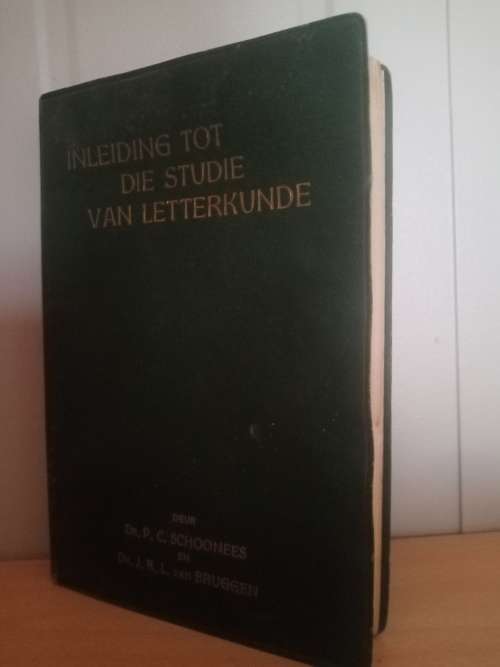 INLEIDING TOT
DIE STUDIE
VAN LETTERKUNDE
DEUR
DR. P. C. SCHOONEES
EN
DR. J. R. L. VAN BRUGGEN